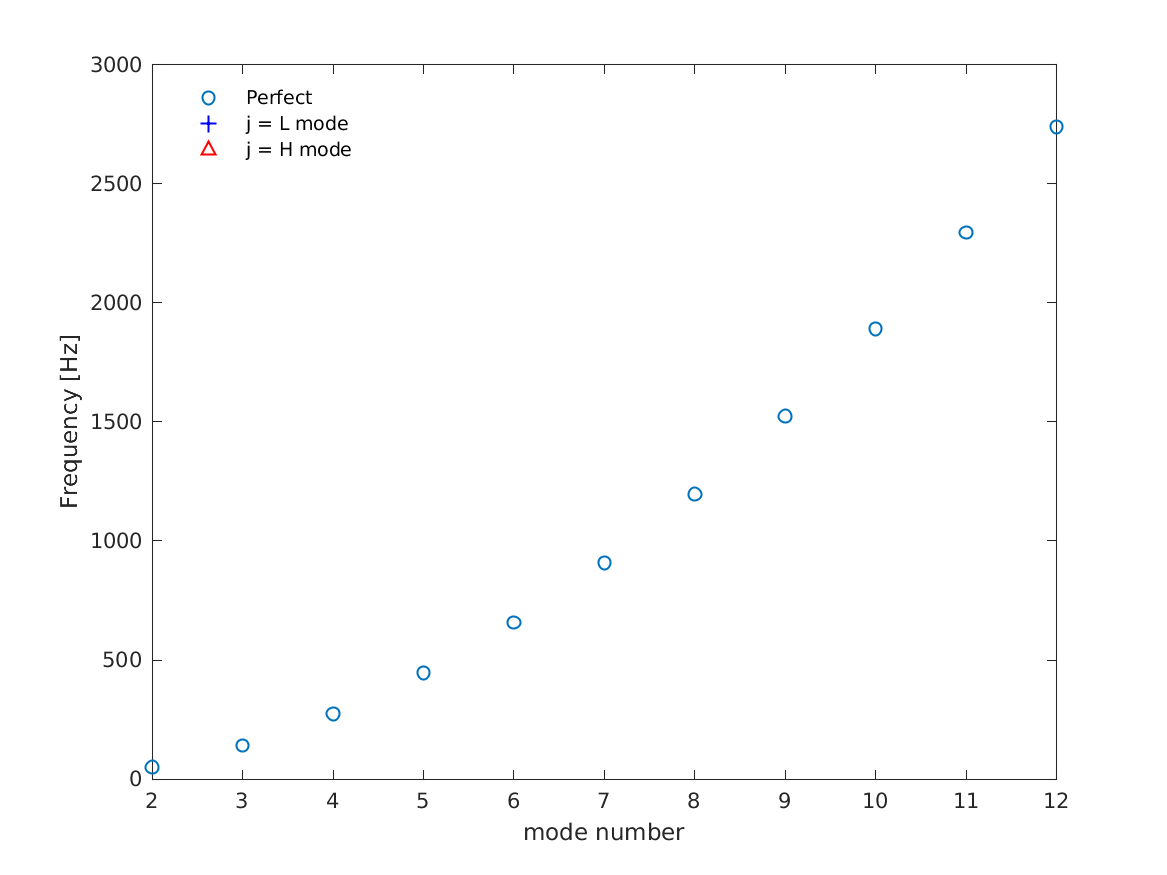 3000
2500
2000
1500
1000
500
0
Frequency [Hz]
Perfect
j = L mode
j = H mode
2 3 4 5 6 7 8 9 10 11 12
mode number